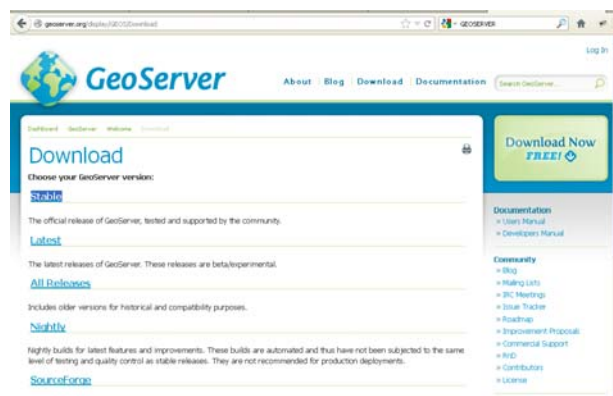 geoserver.org/display/GEOS/Download
GEOSERVER
Log In
GeoServer
About Blog Download Documentation
Search GeoServer...
Dashboard GeoServer Welcome Download
Download
Choose your GeoServer version:
Stable
The official release of GeoServer, tested and supported by the community.
Latest
The latest releases of GeoServer. These releases are beta/experimental.
All Releases
Includes older versions for historical and compatibility purposes.
Nightly
Nightly builds for latest features and improvements. These builds are automated and thus have not been subjected to the same
level of testing and quality control as stable releases. They are not recommended for production deployments.
SourceForge
Download Now
FREE!
Documentation
» Users Manual
» Developers Manual
Community
» Blog
» Mailing Lists
» IRC Meetings
» Issue Tracker
» Roadmap
» Improvement Proposals
» Commercial Support
» RnD
» Contributors
» License